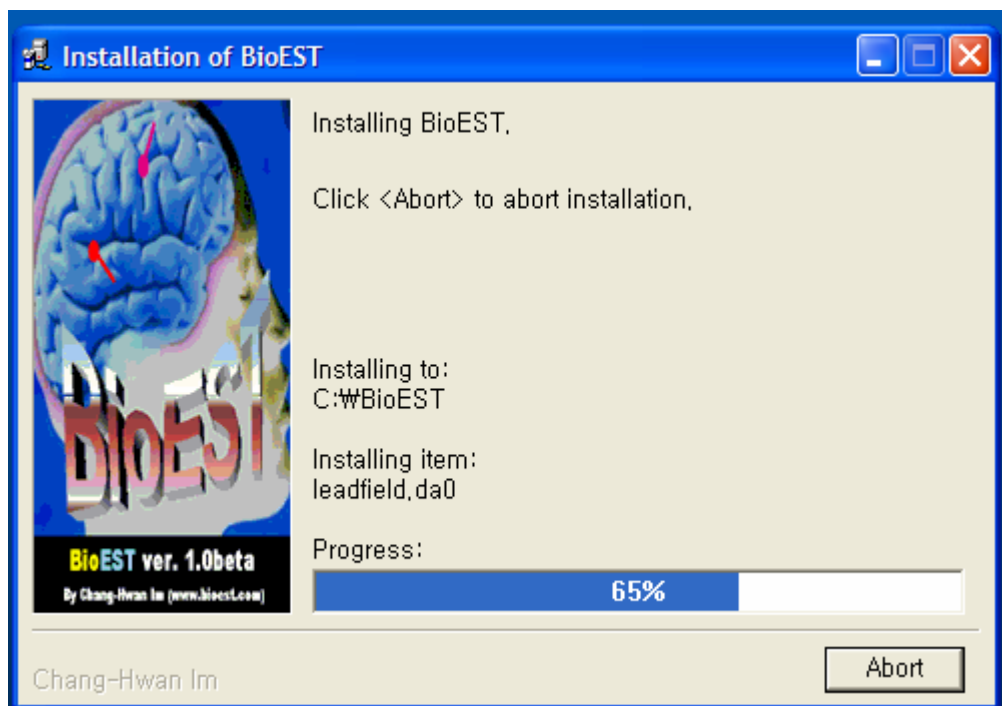 Installation of BioEST
Installing BioEST.
Click <Abort> to abort installation.
Installing to:
C:₩BioEST
Installing item:
leadfield.da0
BioEST
Progress:
BioEST ver. 1.0beta
65%
By Chang-Hwan Im (www.bioest.com)
Chang-Hwan Im
Abort